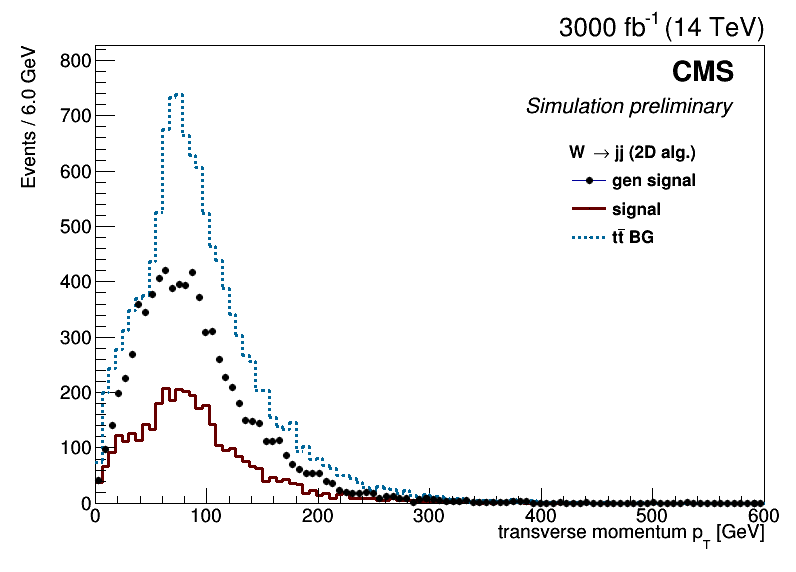 3000 fb-1 (14 TeV)
CMS
Simulation preliminary
W → jj (2D alg.)
gen signal
signal
tt̄ BG
Events / 6.0 GeV
800
700
600
500
400
300
200
100
0
0 100 200 300 400 500 600
transverse momentum pT [GeV]